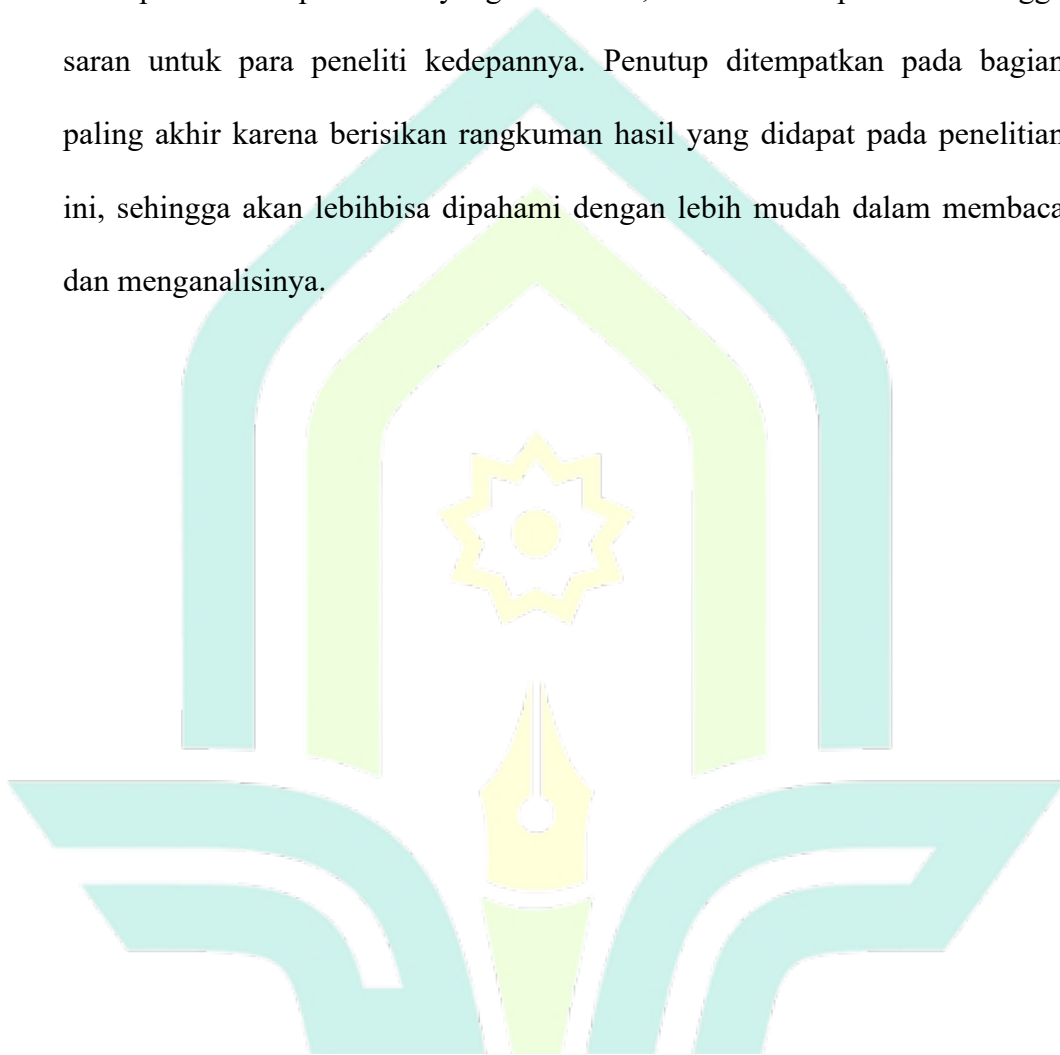 saran untuk para peneliti kedepannya. Penutup ditempatkan pada bagian
paling akhir karena berisikan rangkuman hasil yang didapat pada penelitian
ini, sehingga akan lebihbisa dipahami dengan lebih mudah dalam membaca
dan menganalisinya.